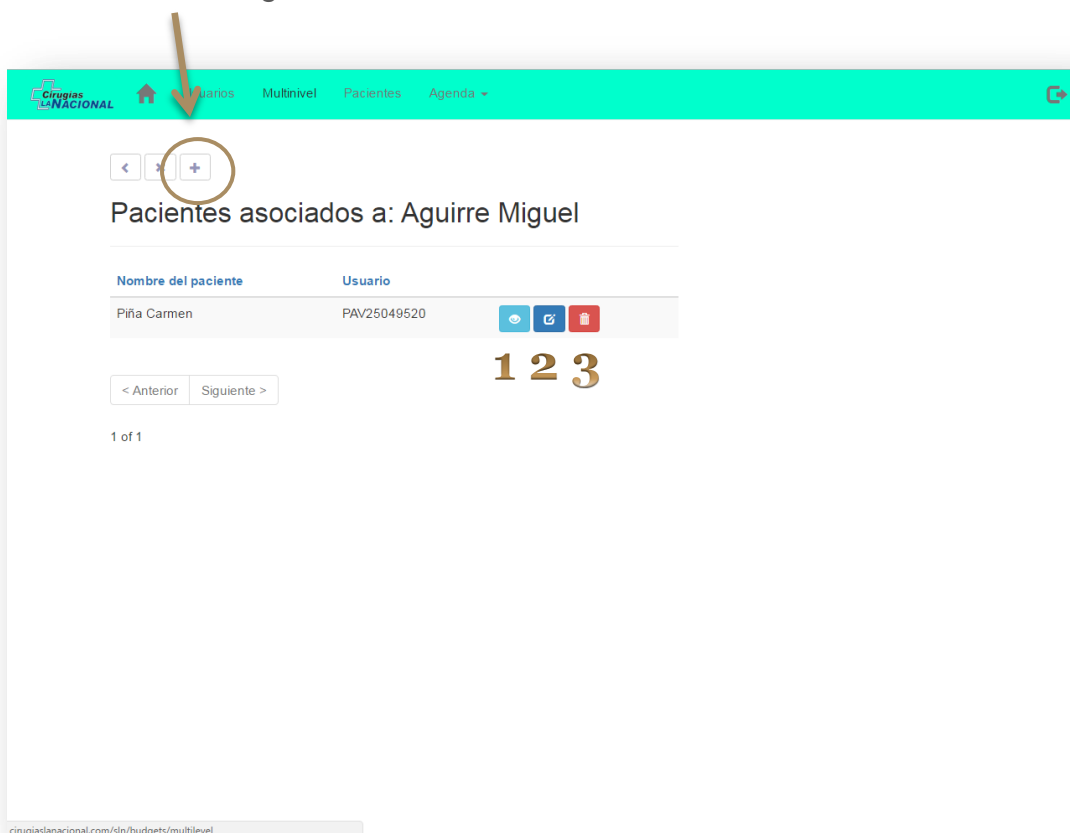 Cirugías
LA NACIONAL
Multinivel Pacientes Agenda
Pacientes asociados a: Aguirre Miguel
Nombre del paciente Usuario
Piña Carmen PAV25049520
1 2 3
< Anterior Siguiente >
1 of 1
cirugiaslanacional.com/sln/budgets/multilevel